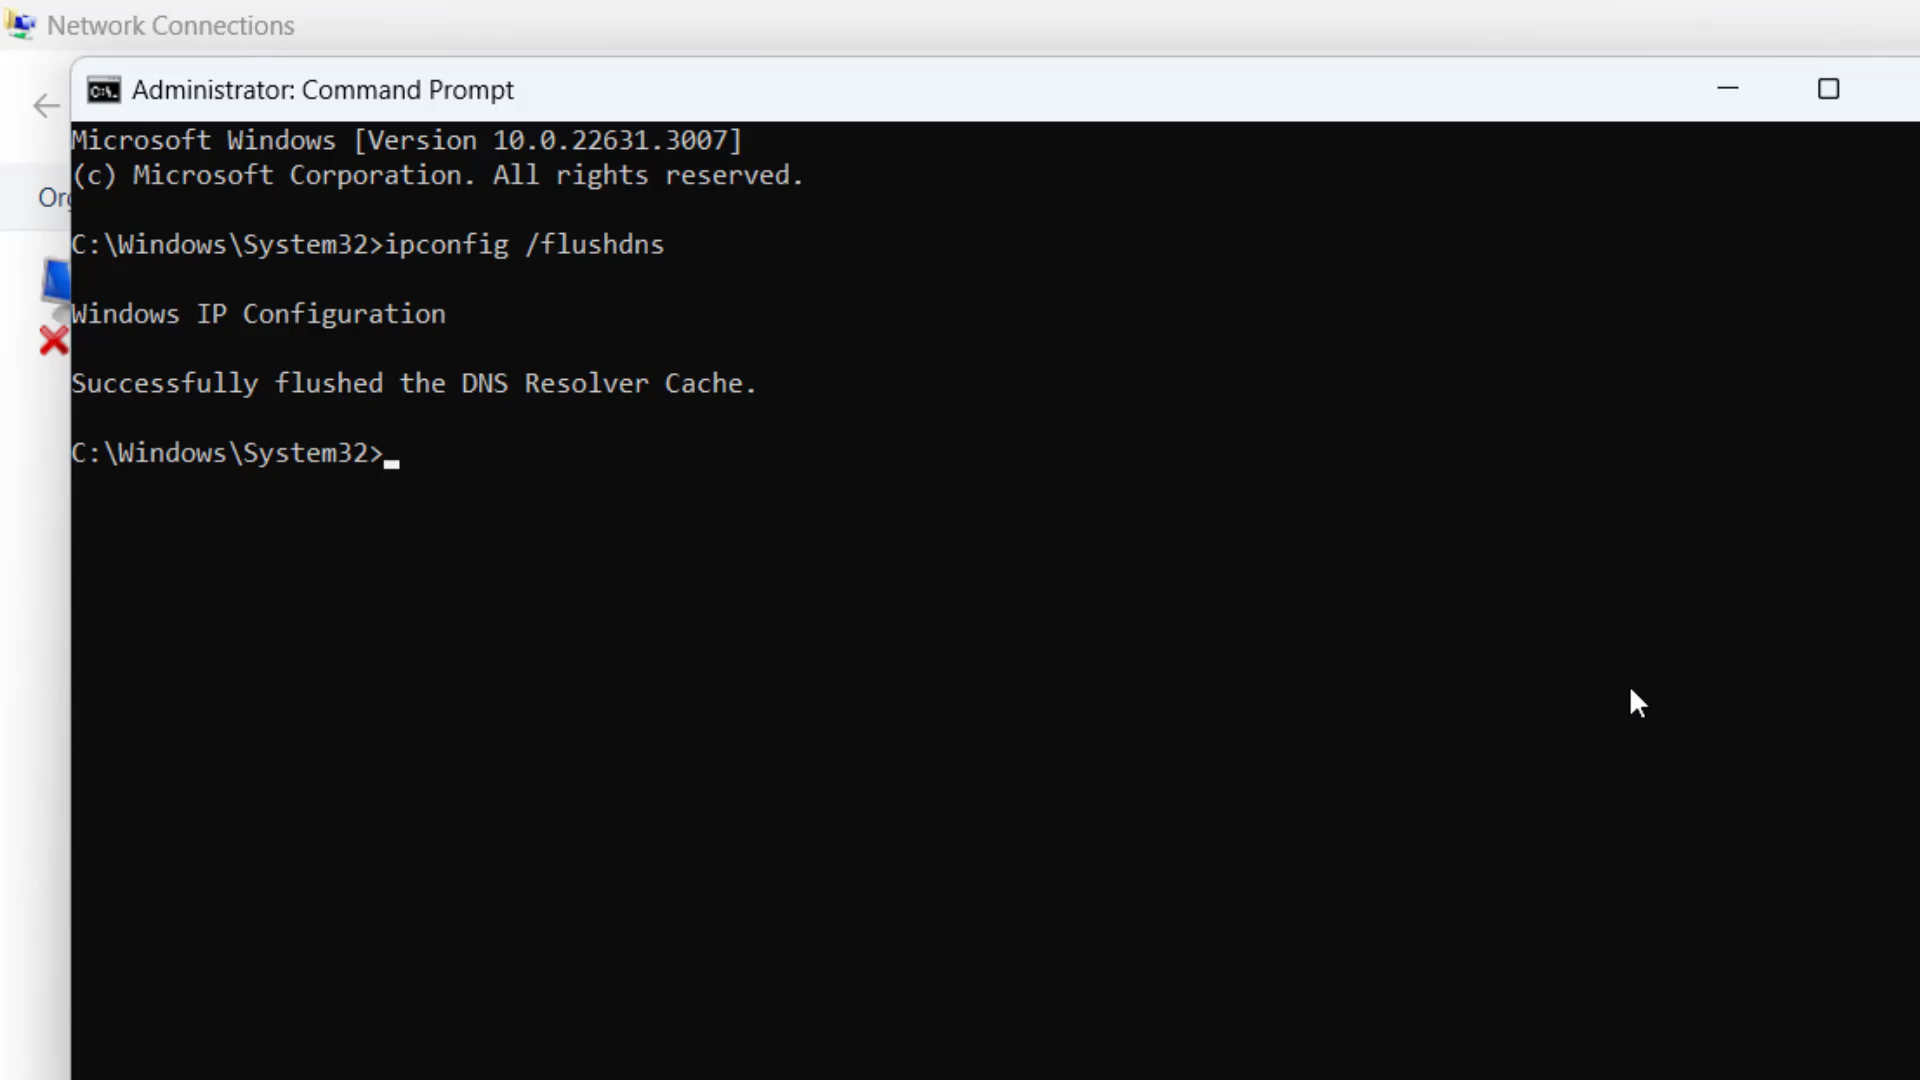 Network Connections
Administrator: Command Prompt
Microsoft Windows [Version 10.0.22631.3007]
(c) Microsoft Corporation. All rights reserved.
Org
C:\Windows\System32>ipconfig /flushdns
Windows IP Configuration
Successfully flushed the DNS Resolver Cache.
C:\Windows\System32>